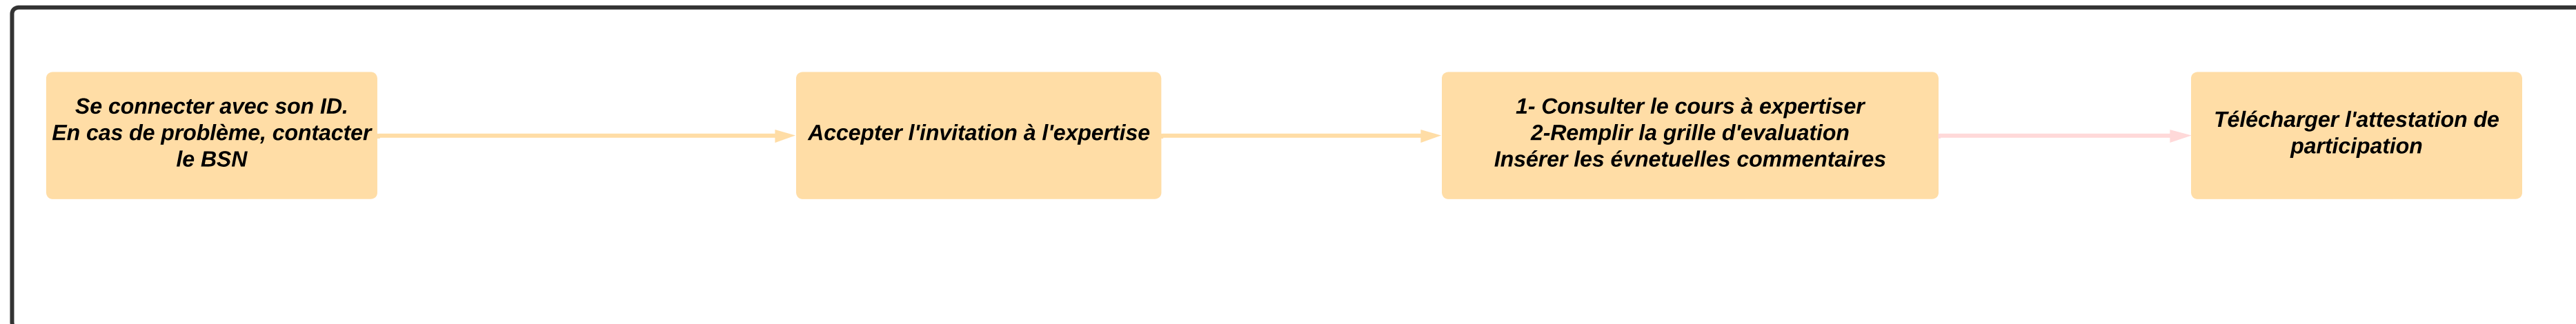 Se connecter avec son ID.
En cas de problème, contacter
le BSN
Accepter l'invitation à l'expertise
1- Consulter le cours à expertiser
2-Remplir la grille d'evaluation
Insérer les évnetuelles commentaires
Télécharger l'attestation de
participation